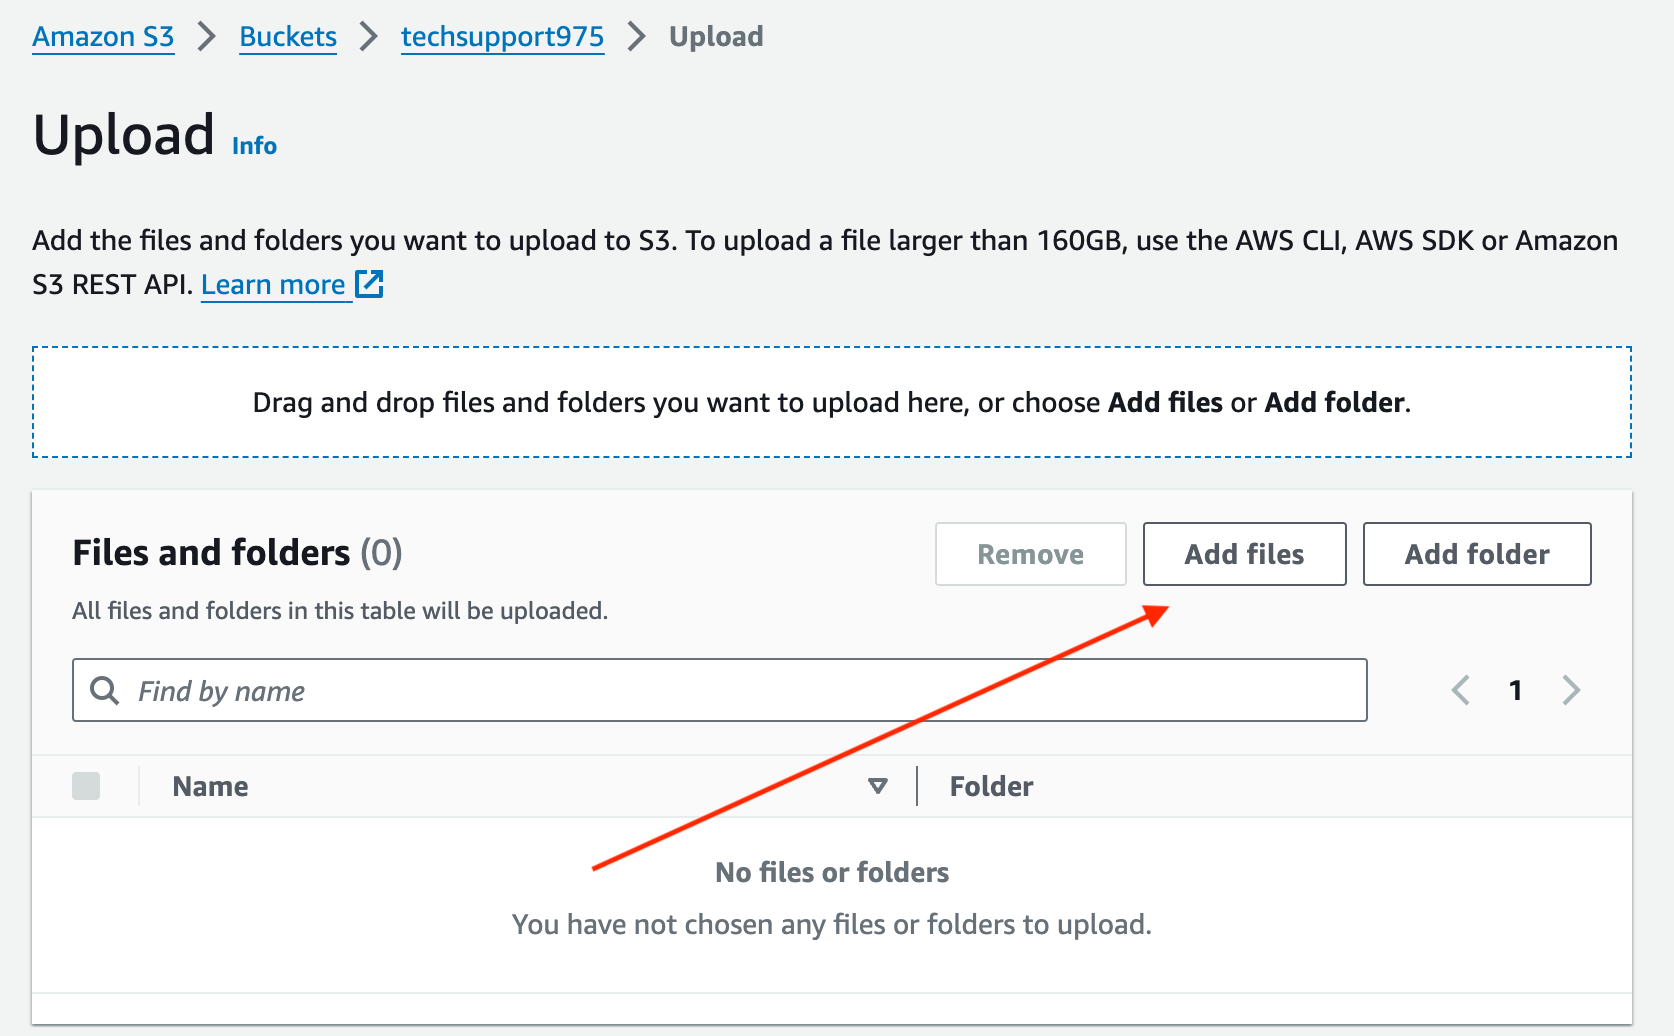 Amazon S3 > Buckets > techsupport975 > Upload
Upload Info
Add the files and folders you want to upload to S3. To upload a file larger than 160GB, use the AWS CLI, AWS SDK or Amazon
S3 REST API. Learn more
Drag and drop files and folders you want to upload here, or choose Add files or Add folder.
Files and folders (0)
Remove
Add files
Add folder
All files and folders in this table will be uploaded.
Find by name
1
Name
Folder
No files or folders
You have not chosen any files or folders to upload.